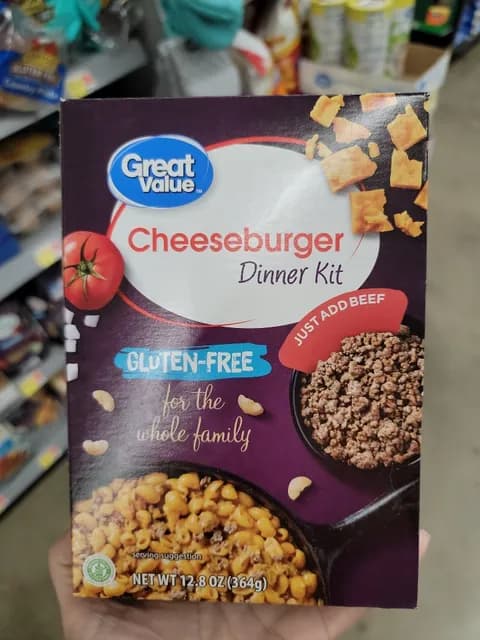 Great
Value™
Cheeseburger
Dinner Kit
JUST ADD BEEF
GLUTEN-FREE
for the
whole family
serving suggestion
NET WT 12.8 OZ (364g)